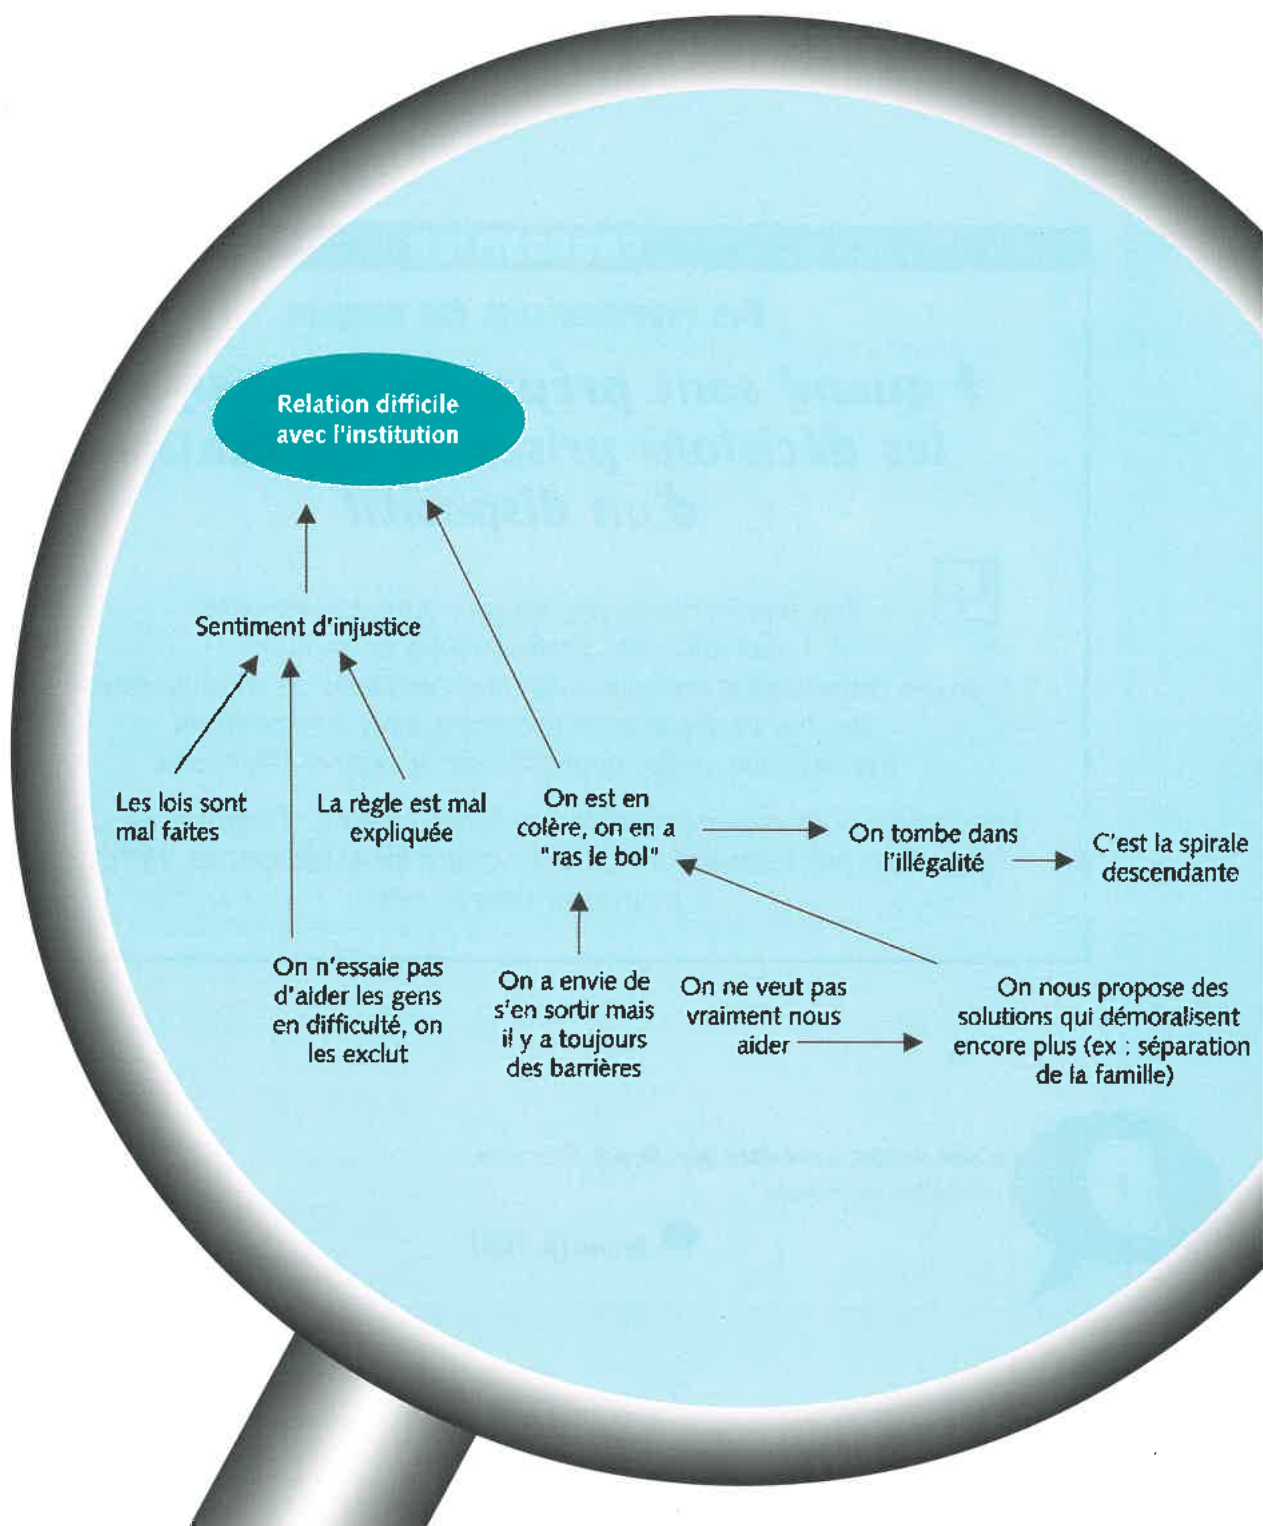 Relation difficile
avec l'institution
Sentiment d'injustice
Les lois sont
mal faites
La règle est mal
expliquée
On est en
colère, on en a
"ras le bol"
On tombe dans
l'illégalité
C'est la spirale
descendante
On n'essaie pas
d'aider les gens
en difficulté, on
les exclut
On a envie de
s'en sortir mais
il y a toujours
des barrières
On ne veut pas
vraiment nous
aider
On nous propose des
solutions qui démoralisent
encore plus (ex : séparation
de la famille)